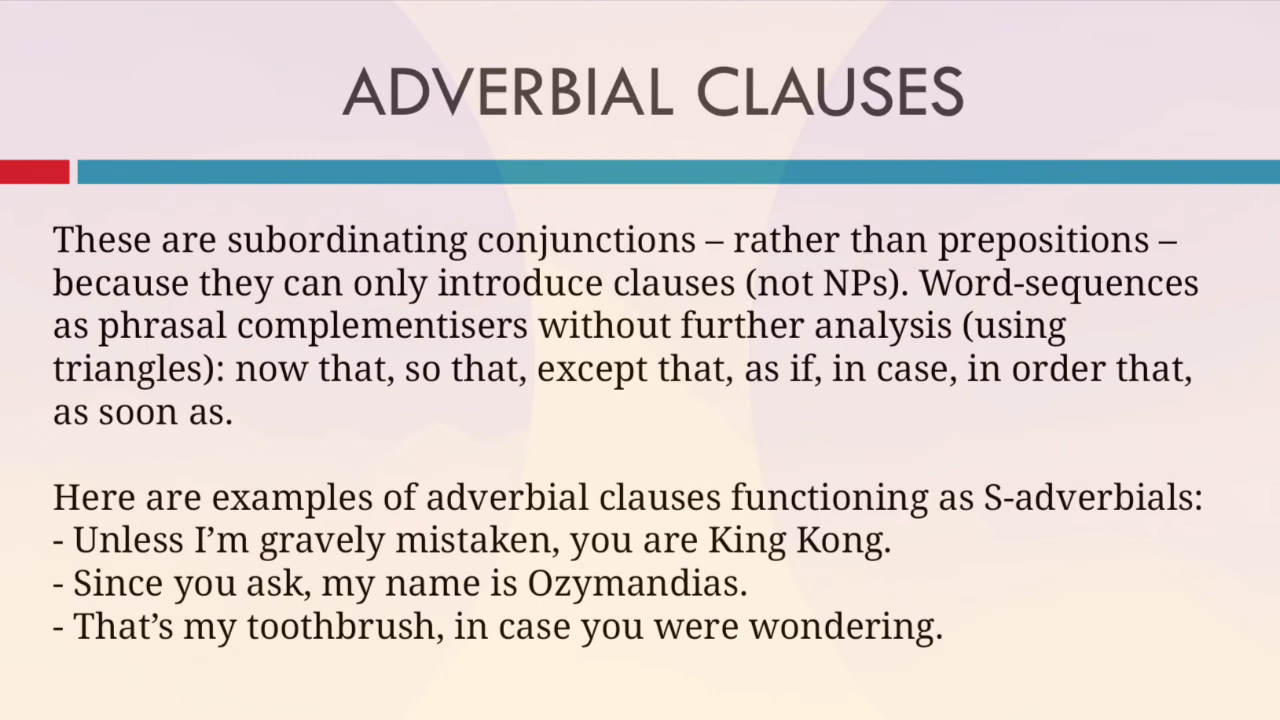 ADVERBIAL CLAUSES
These are subordinating conjunctions – rather than prepositions –
because they can only introduce clauses (not NPs). Word-sequences
as phrasal complementisers without further analysis (using
triangles): now that, so that, except that, as if, in case, in order that,
as soon as.
Here are examples of adverbial clauses functioning as S-adverbials:
- Unless I’m gravely mistaken, you are King Kong.
- Since you ask, my name is Ozymandias.
- That’s my toothbrush, in case you were wondering.